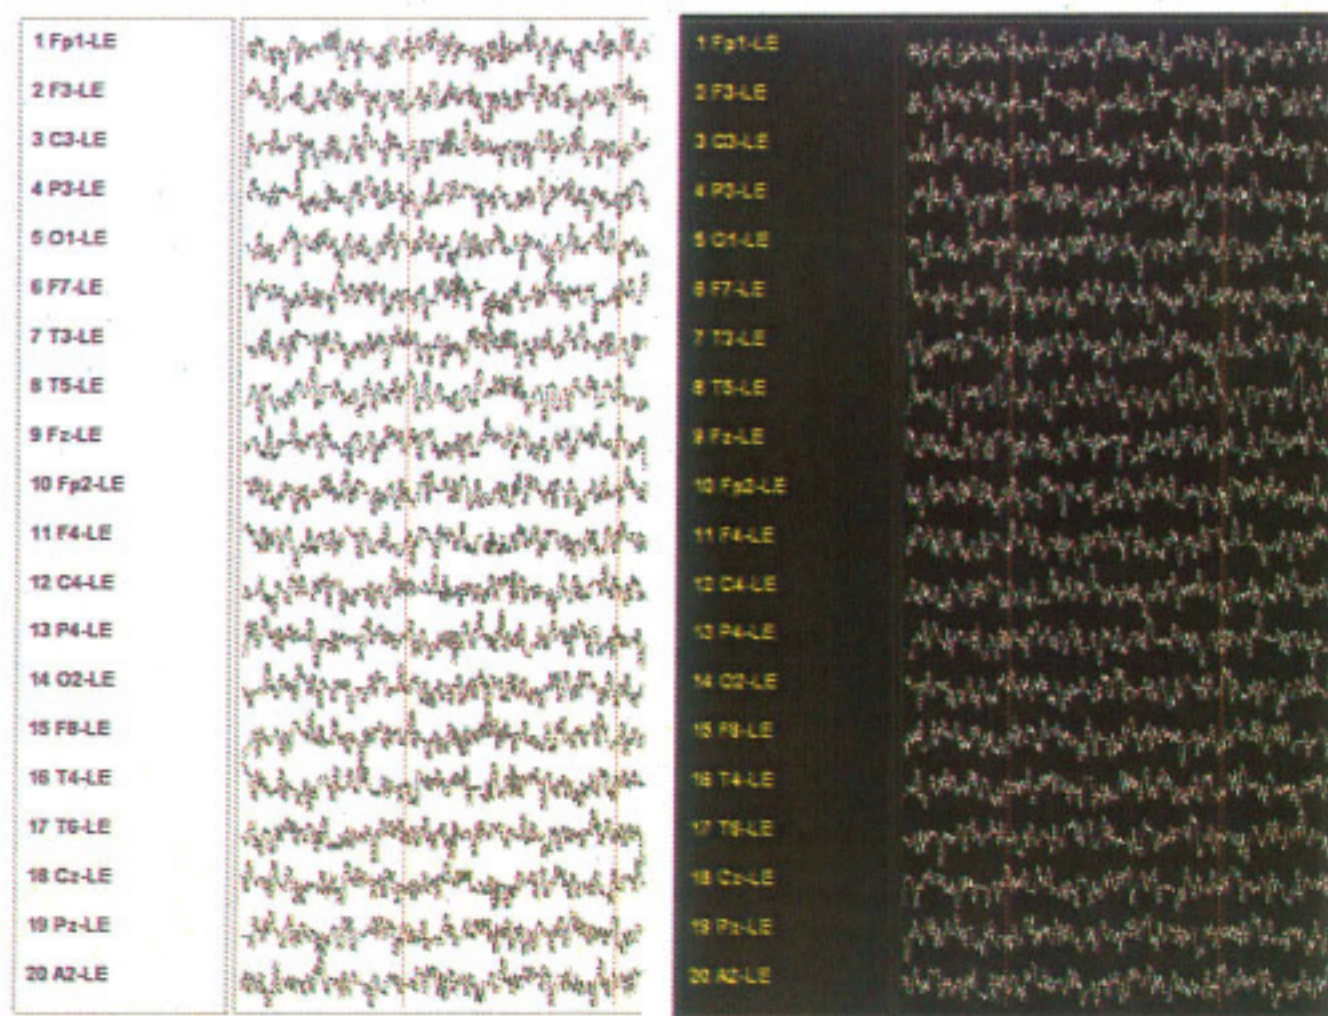 1 Fp1-LE
2 F3-LE
3 C3-LE
4 P3-LE
5 O1-LE
6 F7-LE
7 T3-LE
8 T5-LE
9 Fz-LE
10 Fp2-LE
11 F4-LE
12 C4-LE
13 P4-LE
14 O2-LE
15 F8-LE
16 T4-LE
17 T6-LE
18 Cz-LE
19 Pz-LE
20 A2-LE
1 Fp1-LE
2 F3-LE
3 C3-LE
4 P3-LE
5 O1-LE
6 F7-LE
7 T3-LE
8 T5-LE
9 Fz-LE
10 Fp2-LE
11 F4-LE
12 C4-LE
13 P4-LE
14 O2-LE
15 F8-LE
16 T4-LE
17 T6-LE
18 Cz-LE
19 Pz-LE
20 A2-LE